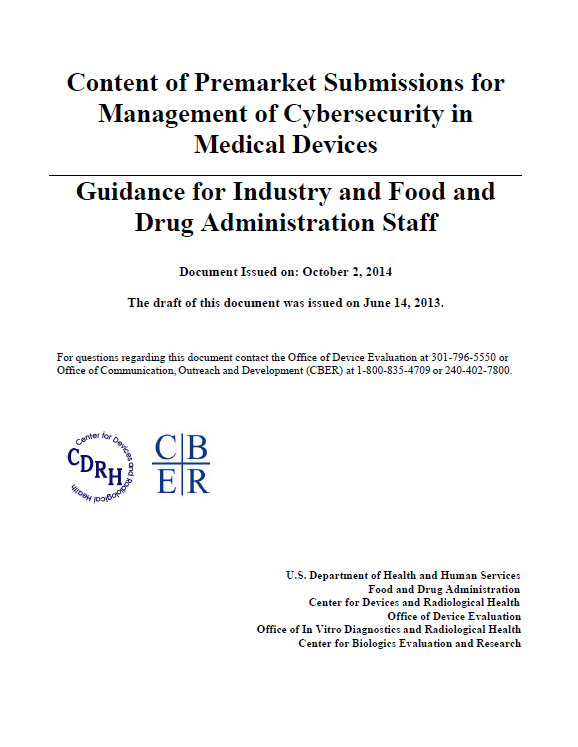 Content of Premarket Submissions for
Management of Cybersecurity in
Medical Devices
Guidance for Industry and Food and
Drug Administration Staff
Document Issued on: October 2, 2014
The draft of this document was issued on June 14, 2013.
For questions regarding this document contact the Office of Device Evaluation at 301-796-5550 or
Office of Communication, Outreach and Development (CBER) at 1-800-835-4709 or 240-402-7800.
Center for Devices and Radiological Health
CDRH
CB
ER
U.S. Department of Health and Human Services
Food and Drug Administration
Center for Devices and Radiological Health
Office of Device Evaluation
Office of In Vitro Diagnostics and Radiological Health
Center for Biologics Evaluation and Research